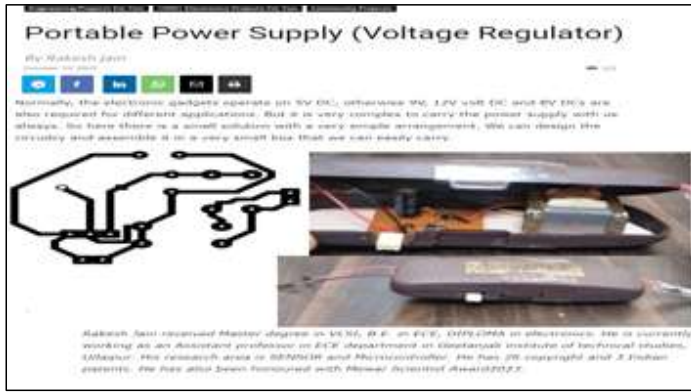 Portable Power Supply (Voltage Regulator)
By Rakesh Jain
Normally, the electronic gadgets operate on 5V DC, otherwise 9V, 12V volt DC and 6V DCs are
also required for different applications. But it is very complex to carry the power supply with us
always. So here there is a small solution with a very simple arrangement. We can design the
circuitry and assemble it in a very small box that we can easily carry.
Rakesh Jain received Master degree in VLSI, B.E. in ECE, DIPLOMA in electronics. He is currently
working as an Assistant professor in ECE department in Geetanjali institute of technical studies,
Udaipur. His research area is SENSOR and Microcontroller. He has 26 copyright and 3 Indian
patents. He has also been honoured with Mewar Scientist Award2023.